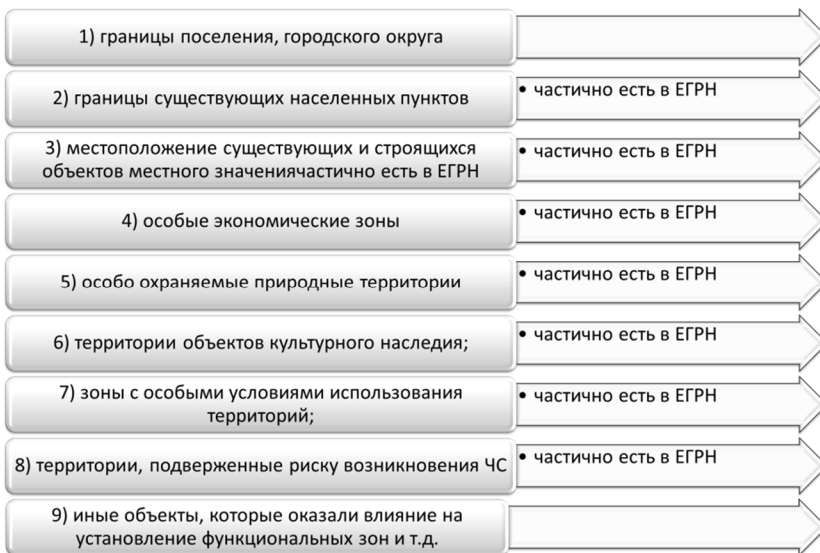 1) границы поселения, городского округа
2) границы существующих населенных пунктов
• частично есть в ЕГРН
3) местоположение существующих и строящихся
объектов местного значениячастично есть в ЕГРН
• частично есть в ЕГРН
4) особые экономические зоны
• частично есть в ЕГРН
5) особо охраняемые природные территории
• частично есть в ЕГРН
6) территории объектов культурного наследия;
• частично есть в ЕГРН
7) зоны с особыми условиями использования
территорий;
• частично есть в ЕГРН
8) территории, подверженные риску возникновения ЧС
• частично есть в ЕГРН
9) иные объекты, которые оказали влияние на
установление функциональных зон и т.д.